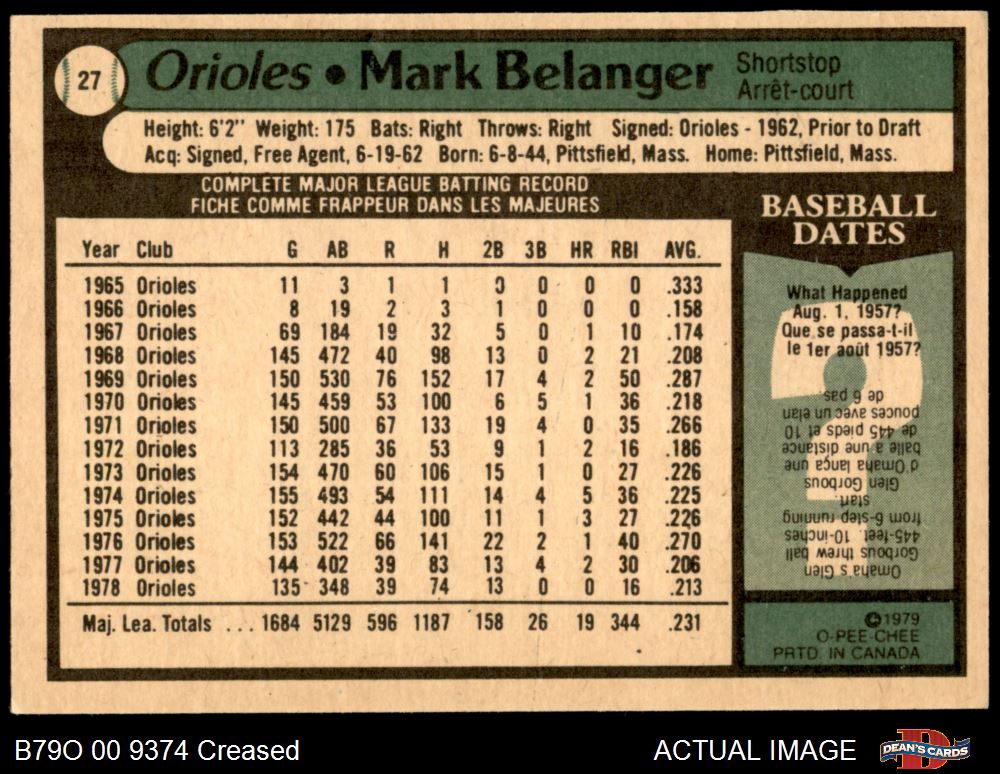 27
Orioles • Mark Belanger
Shortstop
Arrêt-court
Height: 6'2" Weight: 175 Bats: Right Throws: Right Signed: Orioles - 1962, Prior to Draft
Acq: Signed, Free Agent, 6-19-62 Born: 6-8-44, Pittsfield, Mass. Home: Pittsfield, Mass.
COMPLETE MAJOR LEAGUE BATTING RECORD
FICHE COMME FRAPPEUR DANS LES MAJEURES
Year Club G AB R H 2B 3B HR RBI AVG.
1965 Orioles 11 3 1 1 0 0 0 0 .333
1966 Orioles 8 19 2 3 1 0 0 0 .158
1967 Orioles 69 184 19 32 5 0 1 10 .174
1968 Orioles 145 472 40 98 13 0 2 21 .208
1969 Orioles 150 530 76 152 17 4 2 50 .287
1970 Orioles 145 459 53 100 6 5 1 36 .218
1971 Orioles 150 500 67 133 19 4 0 35 .266
1972 Orioles 113 285 36 53 9 1 2 16 .186
1973 Orioles 154 470 60 106 15 1 0 27 .226
1974 Orioles 155 493 54 111 14 4 5 36 .225
1975 Orioles 152 442 44 100 11 1 3 27 .226
1976 Orioles 153 522 66 141 22 2 1 40 .270
1977 Orioles 144 402 39 83 13 4 2 30 .206
1978 Orioles 135 348 39 74 13 0 0 16 .213
Maj. Lea. Totals ... 1684 5129 596 1187 158 26 19 344 .231
BASEBALL
DATES
What Happened
Aug. 1, 1957?
Que se passa-t-il
le 1er août 1957?
Omaha's Glen
Gorbous threw ball
445-feet, 10-inches
from 6-step running
start.
Glen Gorbous
d'Omaha lança une
balle a une distance
de 445 pieds et 10
pouces avec un élan
de 6 pas.
©1979
O-PEE-CHEE
PRTD. IN CANADA
B79O 00 9374 Creased
ACTUAL IMAGE
DEAN'S CARDS